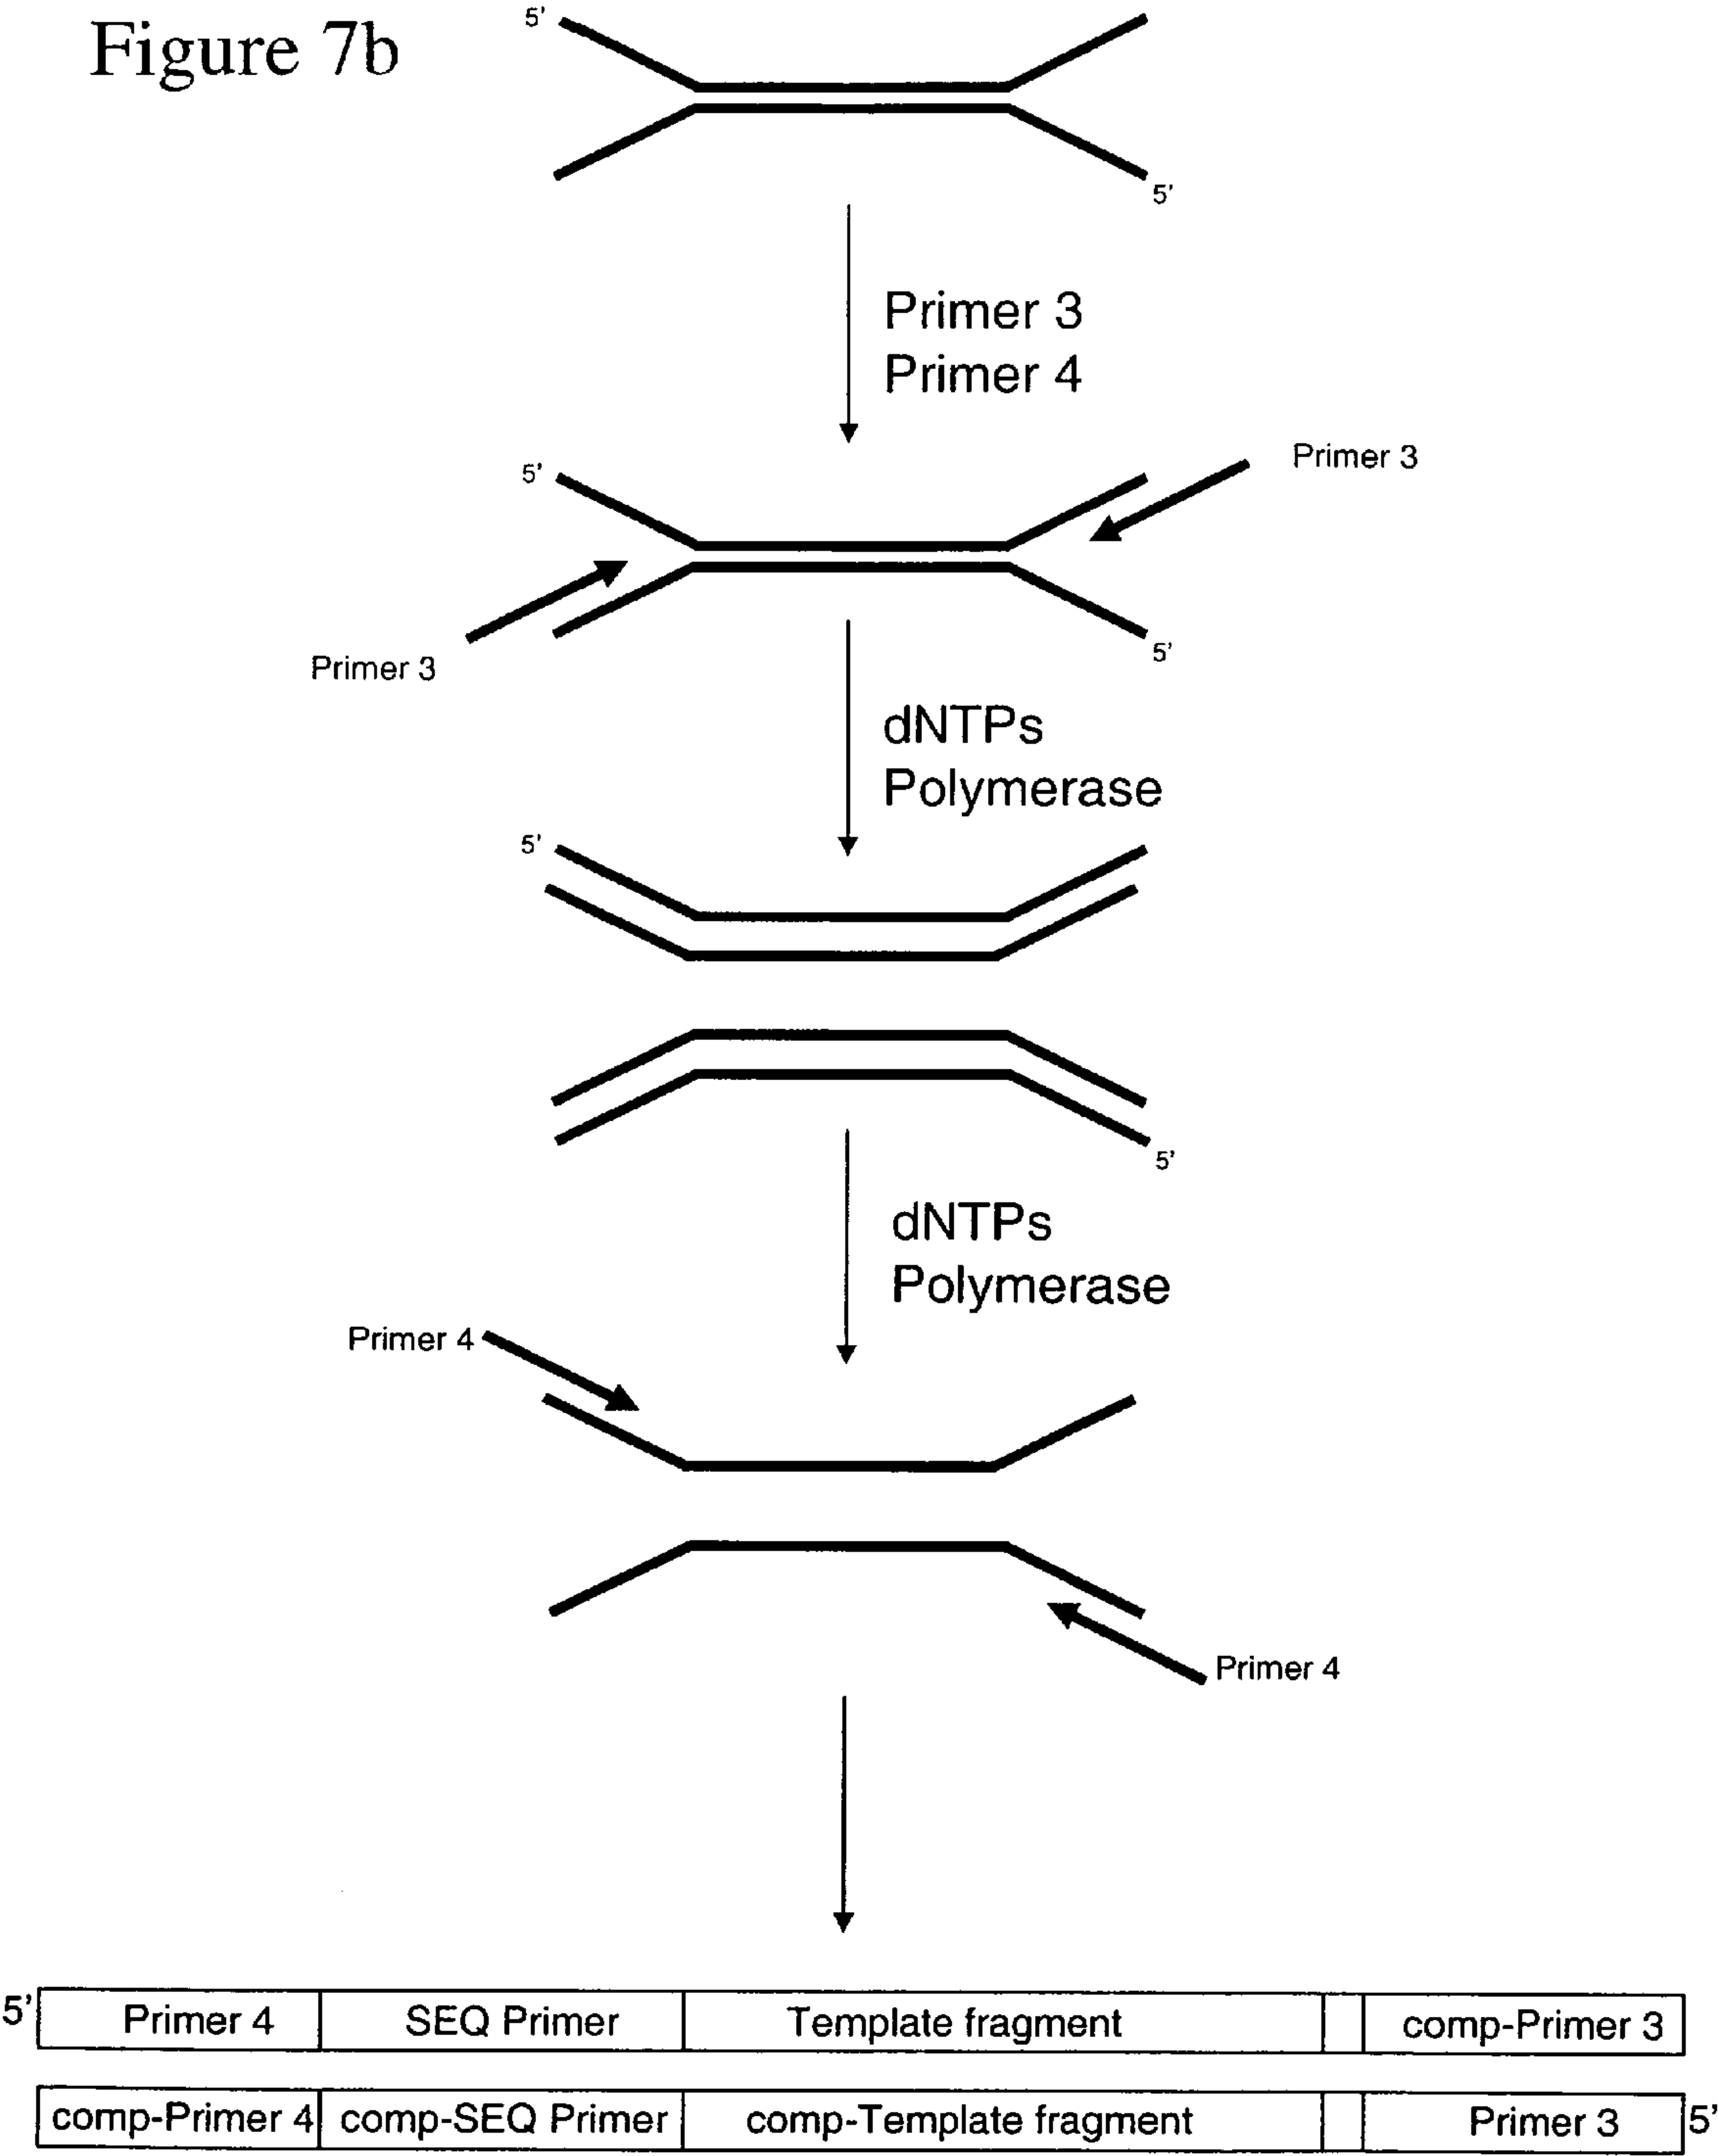 Figure 7b
5'
5'
Primer 3
Primer 4
Primer 3
5'
Primer 3
5'
dNTPs
Polymerase
5'
5'
dNTPs
Polymerase
Primer 4
Primer 4
5' Primer 4 SEQ Primer Template fragment comp-Primer 3
comp-Primer 4 comp-SEQ Primer comp-Template fragment Primer 3 5'